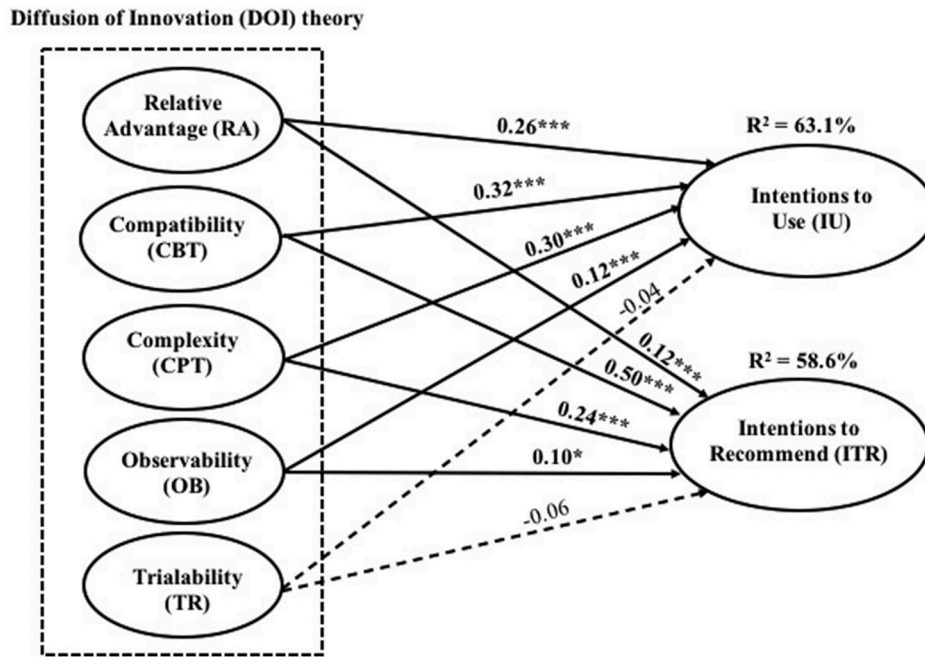 Diffusion of Innovation (DOI) theory
Relative
Advantage (RA)
Compatibility
(CBT)
Complexity
(CPT)
Observability
(OB)
Trialability
(TR)
0.26***
0.32***
0.30***
0.12***
-0.04
0.12***
0.50***
0.24***
0.10*
-0.06
R² = 63.1%
Intentions to
Use (IU)
R² = 58.6%
Intentions to
Recommend (ITR)